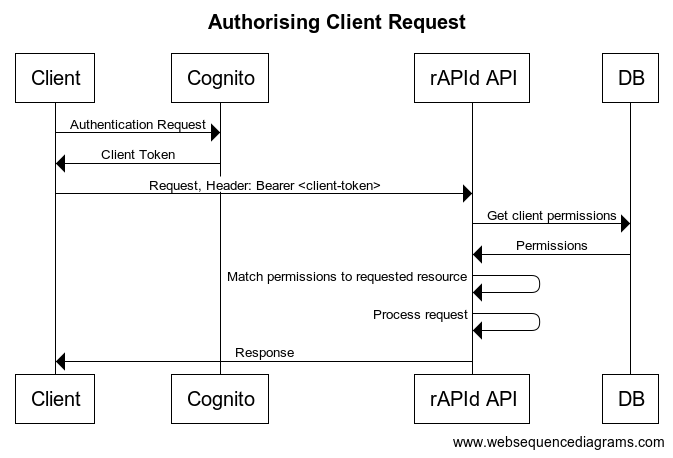 Authorising Client Request
Client
Cognito
rAPId API
DB
Authentication Request
Client Token
Request, Header: Bearer <client-token>
Get client permissions
Permissions
Match permissions to requested resource
Process request
Response
Client
Cognito
rAPId API
DB
www.websequencediagrams.com